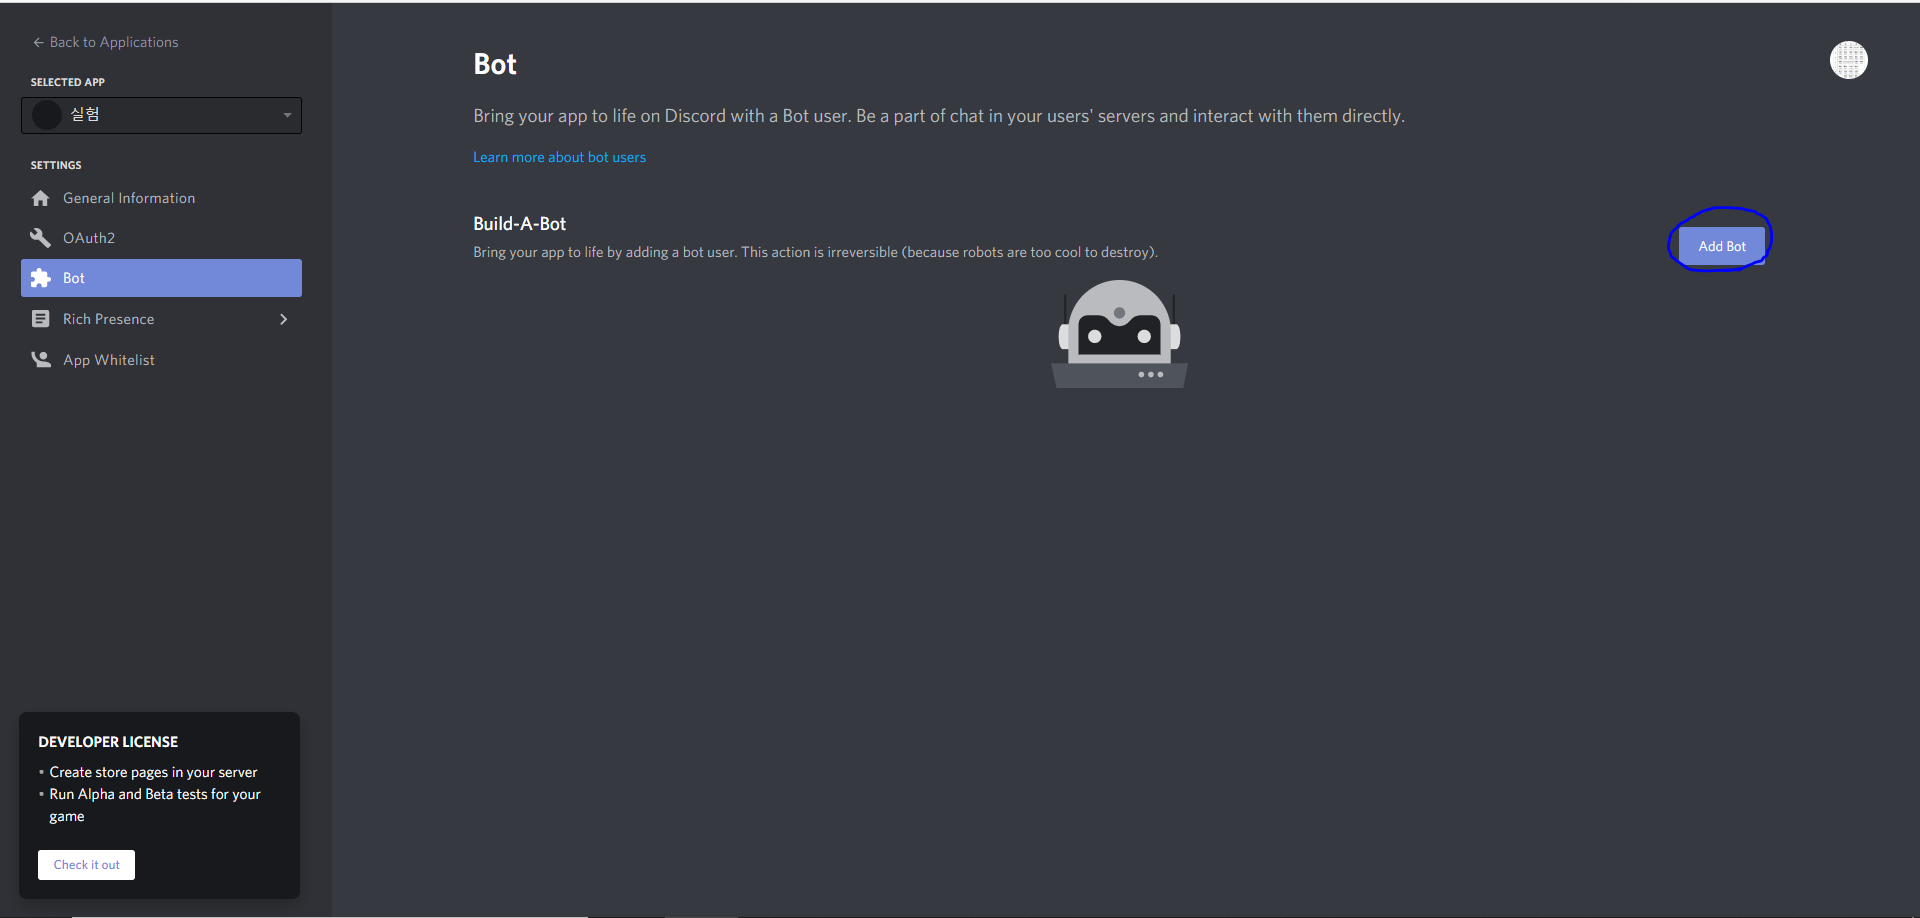 Back to Applications
SELECTED APP
실험
SETTINGS
General Information
OAuth2
Bot
Rich Presence
App Whitelist
DEVELOPER LICENSE
• Create store pages in your server
• Run Alpha and Beta tests for your
game
Check it out
Bot
Bring your app to life on Discord with a Bot user. Be a part of chat in your users' servers and interact with them directly.
Learn more about bot users
Build-A-Bot
Bring your app to life by adding a bot user. This action is irreversible (because robots are too cool to destroy).
Add Bot